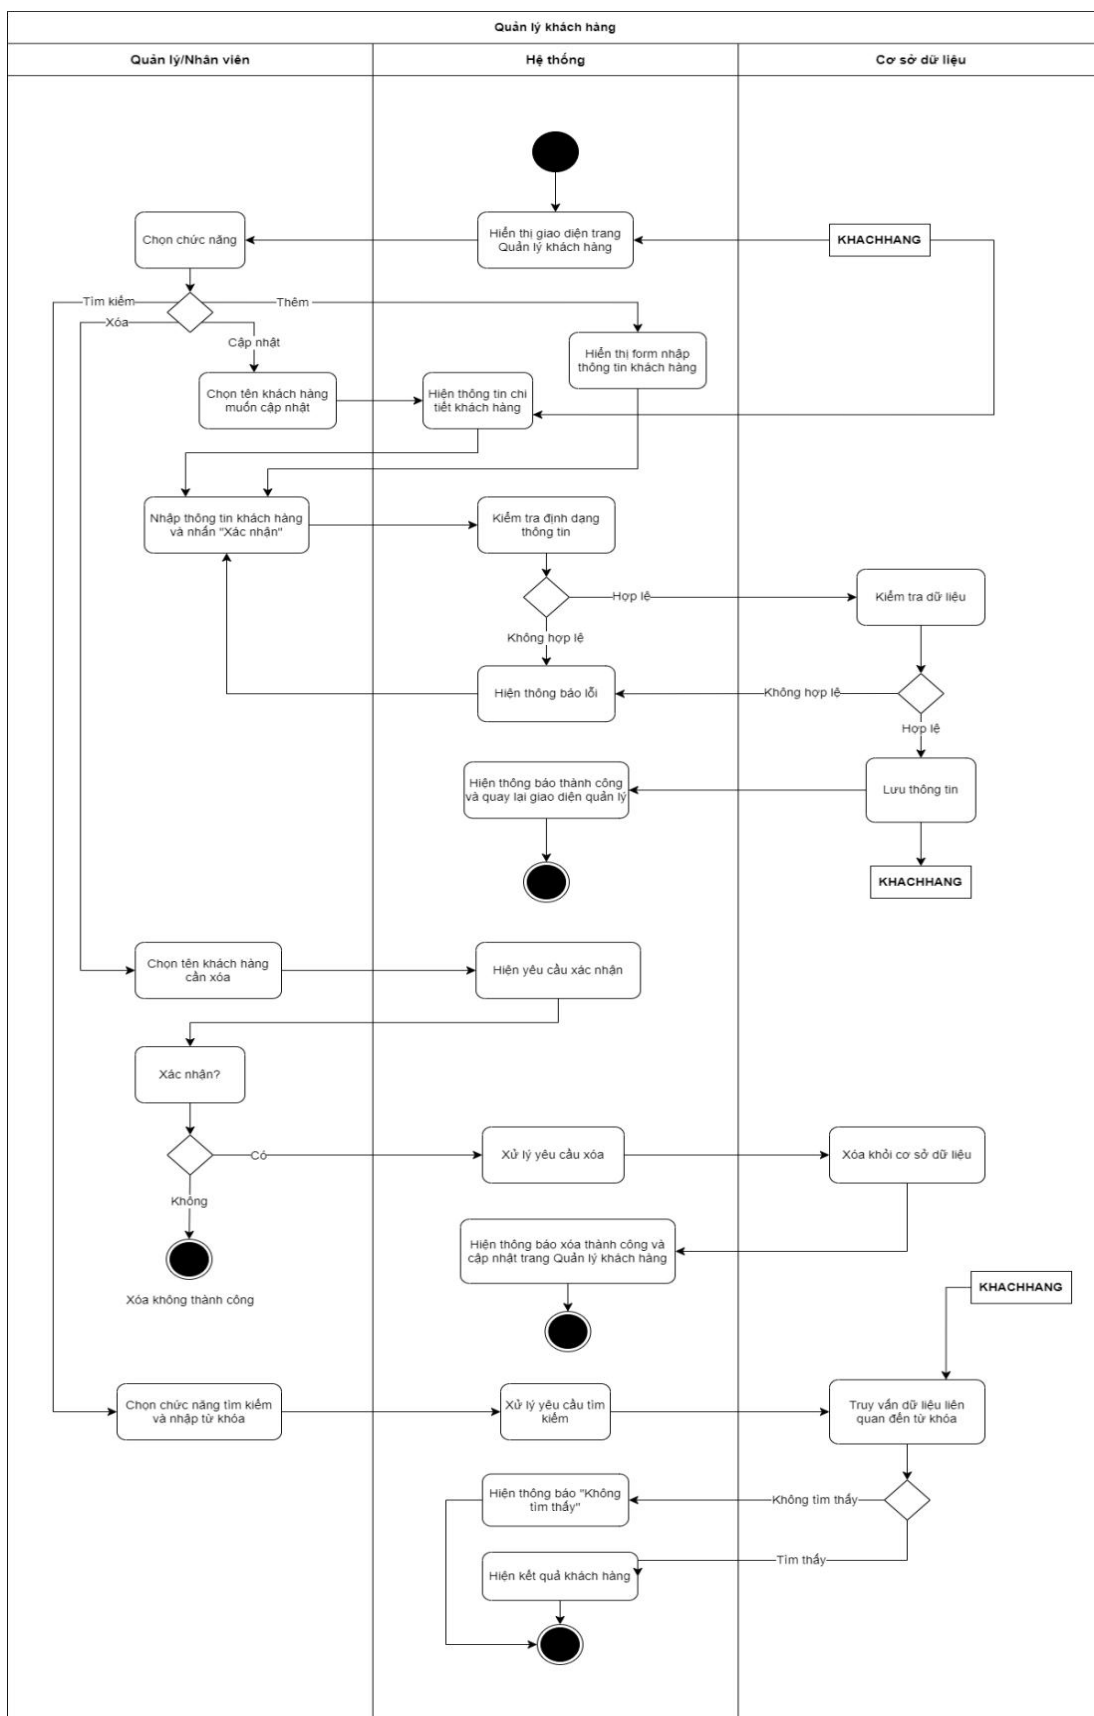 Quản lý khách hàng
Quản lý/Nhân viên
Hệ thống
Cơ sở dữ liệu
Chọn chức năng
Hiển thị giao diện trang
Quản lý khách hàng
KHACHHANG
Tìm kiếm
Thêm
Xóa
Cập nhật
Hiển thị form nhập
thông tin khách hàng
Chọn tên khách hàng
muốn cập nhật
Hiện thông tin chi
tiết khách hàng
Nhập thông tin khách hàng
và nhấn "Xác nhận"
Kiểm tra định dạng
thông tin
Hợp lệ
Kiểm tra dữ liệu
Không hợp lệ
Hiện thông báo lỗi
Không hợp lệ
Hợp lệ
Hiện thông báo thành công
và quay lại giao diện quản lý
Lưu thông tin
KHACHHANG
Chọn tên khách hàng
cần xóa
Hiện yêu cầu xác nhận
Xác nhận?
Có
Xử lý yêu cầu xóa
Xóa khỏi cơ sở dữ liệu
Không
Hiện thông báo xóa thành công và
cập nhật trang Quản lý khách hàng
Xóa không thành công
KHACHHANG
Chọn chức năng tìm kiếm
và nhập từ khóa
Xử lý yêu cầu tìm
kiếm
Truy vấn dữ liệu liên
quan đến từ khóa
Hiện thông báo "Không
tìm thấy"
Không tìm thấy
Tìm thấy
Hiện kết quả khách hàng